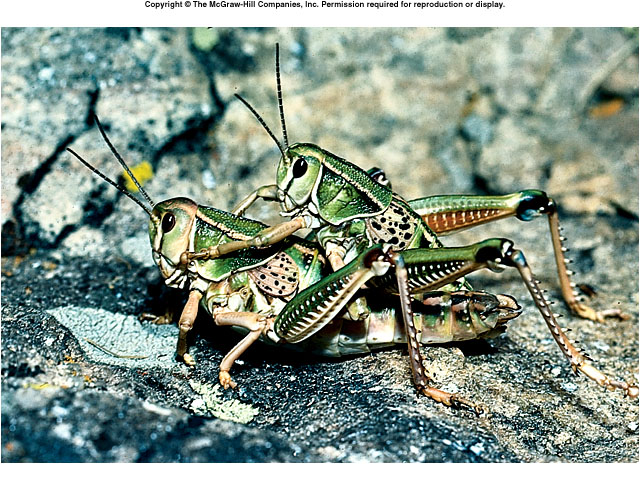 Copyright © The McGraw-Hill Companies, Inc. Permission required for reproduction or display.